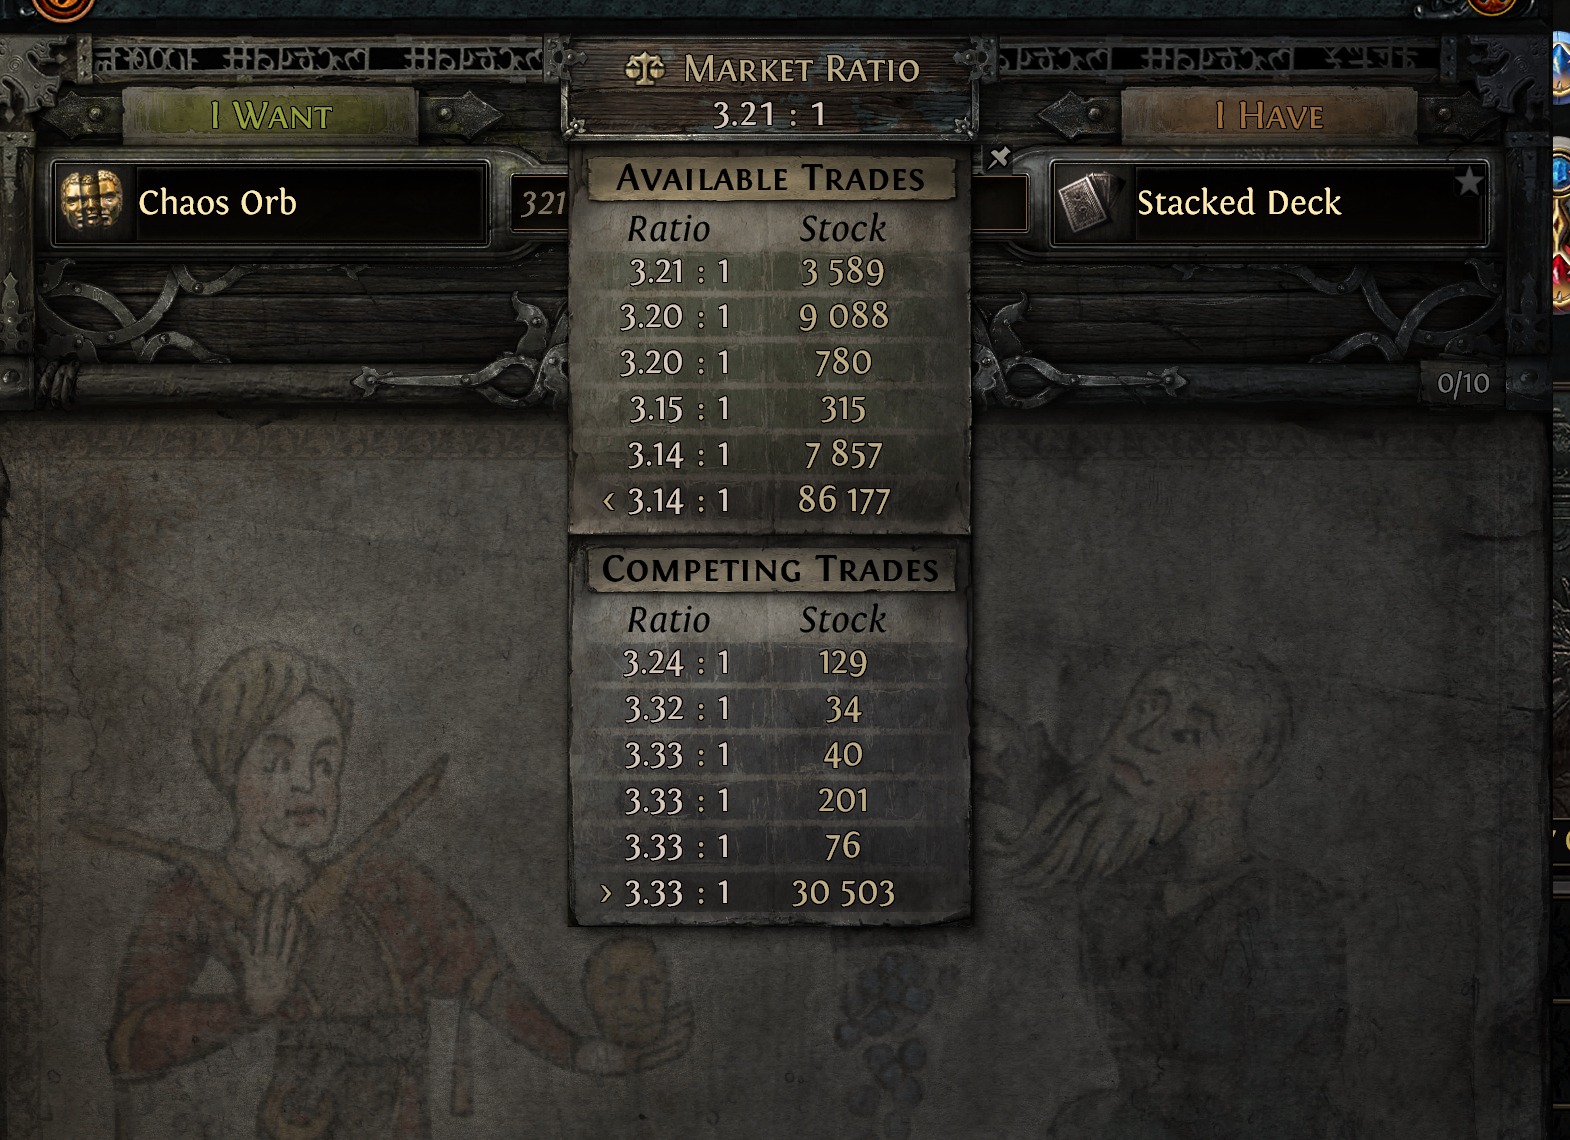 Market Ratio
3.21 : 1
I Want
I Have
Chaos Orb
321
Stacked Deck
Available Trades
Ratio Stock
3.21 : 1 3 589
3.20 : 1 9 088
3.20 : 1 780
3.15 : 1 315
3.14 : 1 7 857
< 3.14 : 1 86 177
0/10
Competing Trades
Ratio Stock
3.24 : 1 129
3.32 : 1 34
3.33 : 1 40
3.33 : 1 201
3.33 : 1 76
> 3.33 : 1 30 503